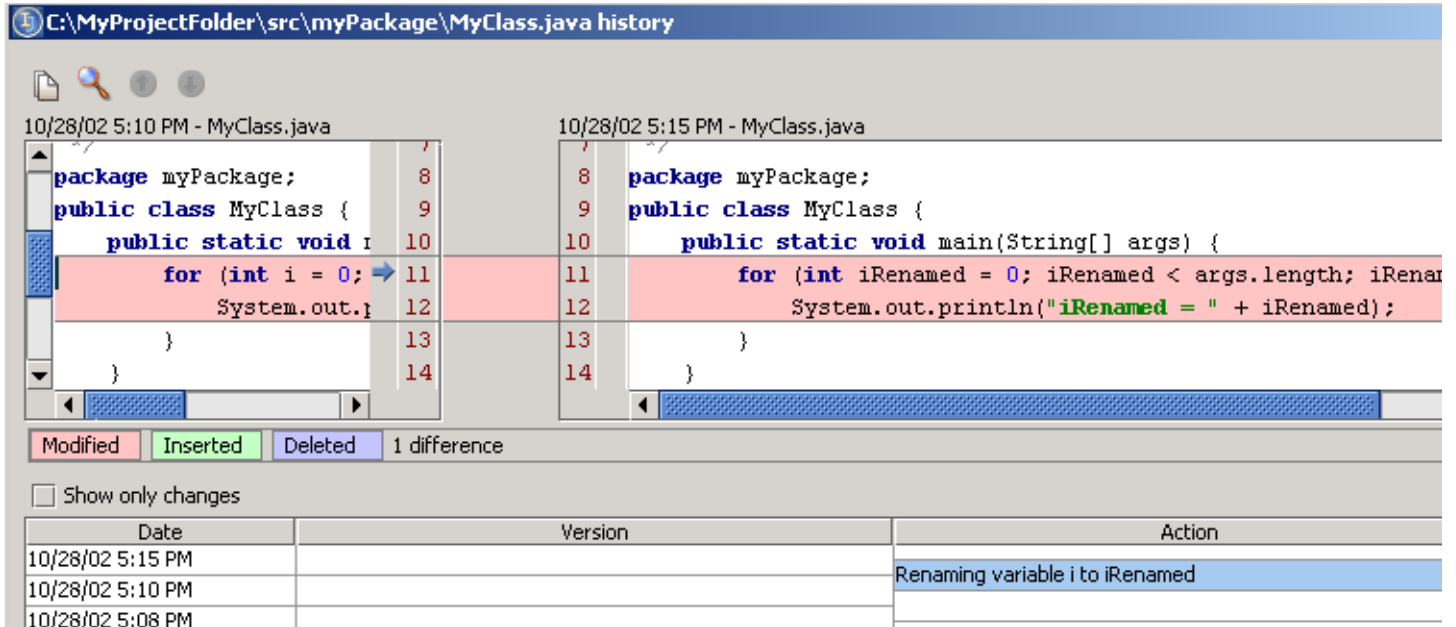 C:\MyProjectFolder\src\myPackage\MyClass.java history
10/28/02 5:10 PM - MyClass.java
10/28/02 5:15 PM - MyClass.java
*/ 7
package myPackage; 8
public class MyClass { 9
public static void 10
for (int i = 0; 11
System.out. 12
} 13
} 14
7 */
8 package myPackage;
9 public class MyClass {
10 public static void main(String[] args) {
11 for (int iRenamed = 0; iRenamed < args.length; iRenam
12 System.out.println("iRenamed = " + iRenamed);
13 }
14 }
Modified Inserted Deleted 1 difference
Show only changes
Date Version Action
10/28/02 5:15 PM
Renaming variable i to iRenamed
10/28/02 5:10 PM
10/28/02 5:08 PM